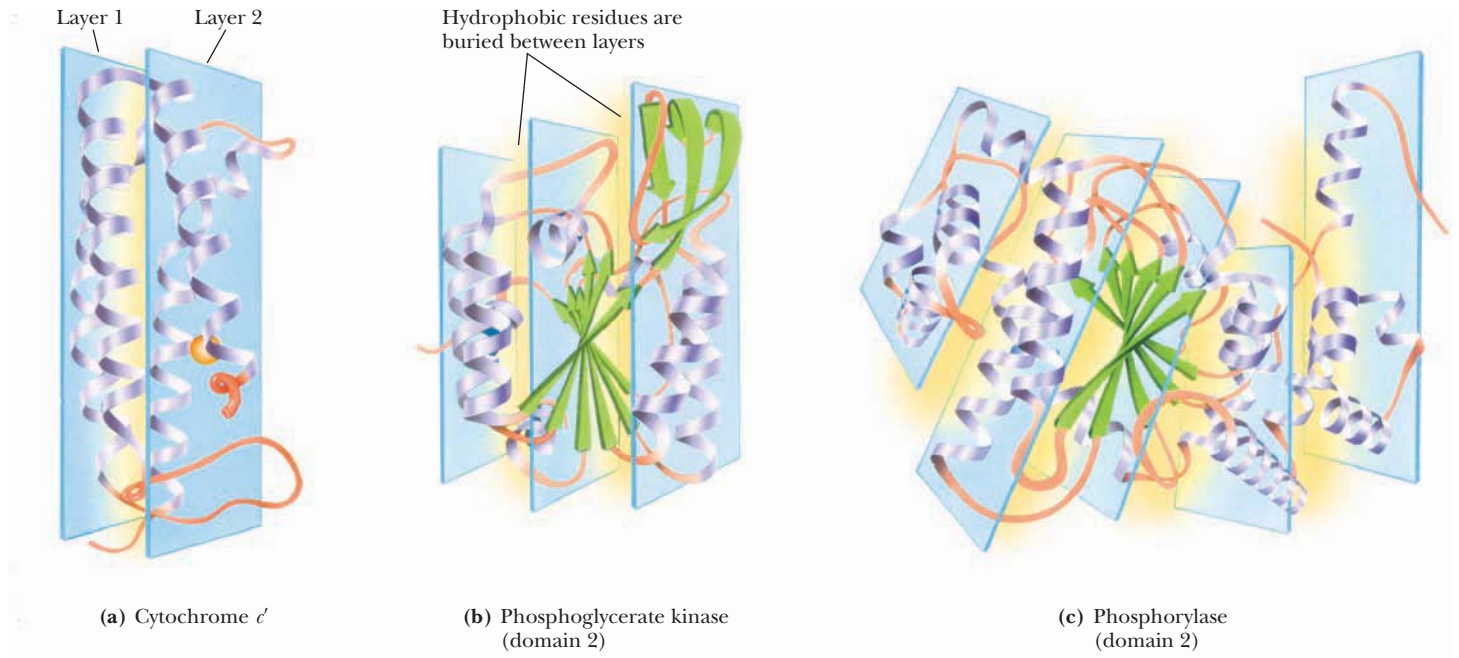 Layer 1
Layer 2
Hydrophobic residues are
buried between layers
(a) Cytochrome c′
(b) Phosphoglycerate kinase
(domain 2)
(c) Phosphorylase
(domain 2)